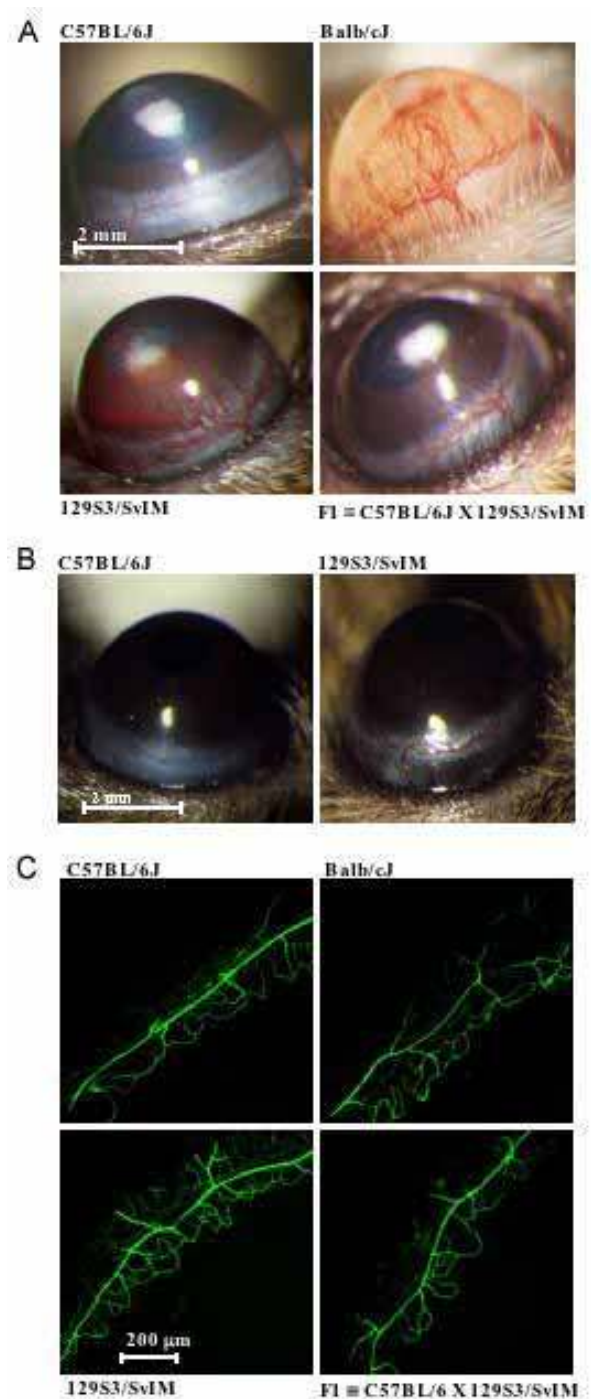 A
C57BL/6J Balb/cJ
2 mm
129S3/SvIM F1 = C57BL/6J X 129S3/SvIM
B
C57BL/6J 129S3/SvIM
2 mm
C
C57BL/6J Balb/cJ
200 µm
129S3/SvIM F1 = C57BL/6 X 129S3/SvIM